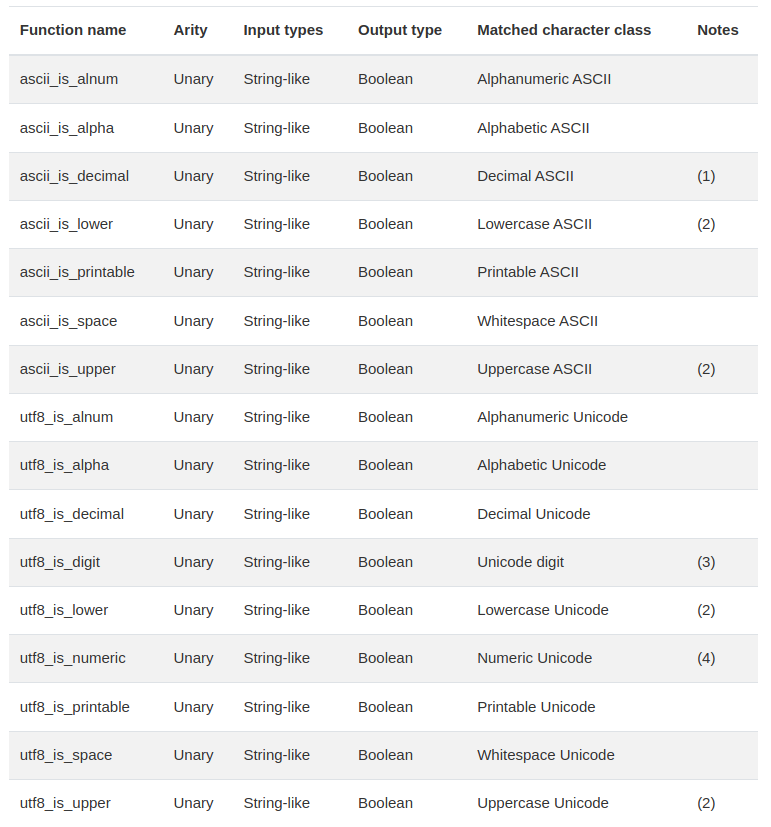 Function name Arity Input types Output type Matched character class Notes
ascii_is_alnum Unary String-like Boolean Alphanumeric ASCII
ascii_is_alpha Unary String-like Boolean Alphabetic ASCII
ascii_is_decimal Unary String-like Boolean Decimal ASCII (1)
ascii_is_lower Unary String-like Boolean Lowercase ASCII (2)
ascii_is_printable Unary String-like Boolean Printable ASCII
ascii_is_space Unary String-like Boolean Whitespace ASCII
ascii_is_upper Unary String-like Boolean Uppercase ASCII (2)
utf8_is_alnum Unary String-like Boolean Alphanumeric Unicode
utf8_is_alpha Unary String-like Boolean Alphabetic Unicode
utf8_is_decimal Unary String-like Boolean Decimal Unicode
utf8_is_digit Unary String-like Boolean Unicode digit (3)
utf8_is_lower Unary String-like Boolean Lowercase Unicode (2)
utf8_is_numeric Unary String-like Boolean Numeric Unicode (4)
utf8_is_printable Unary String-like Boolean Printable Unicode
utf8_is_space Unary String-like Boolean Whitespace Unicode
utf8_is_upper Unary String-like Boolean Uppercase Unicode (2)